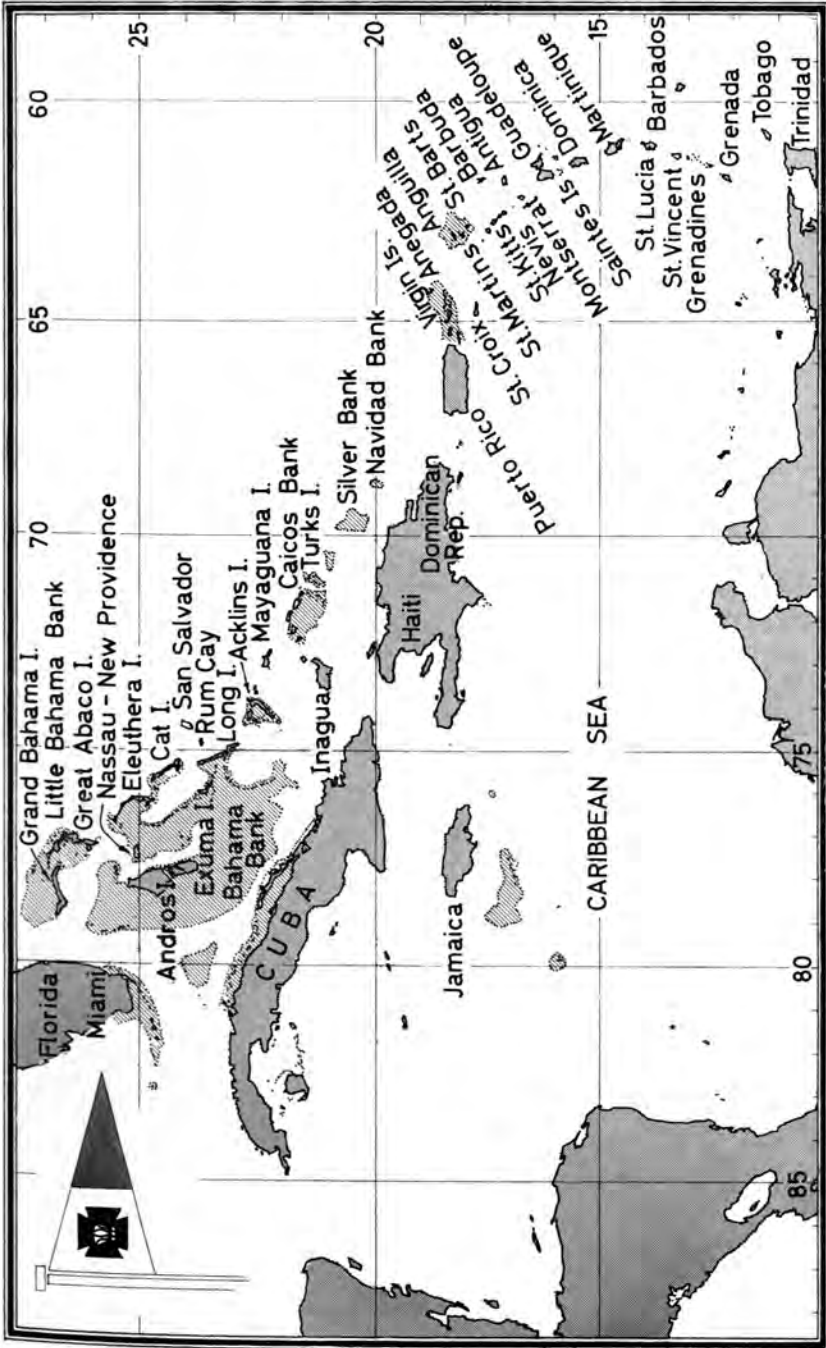 60
65
70
75
80
85
25
20
15
Florida
Miami
Grand Bahama I.
Little Bahama Bank
Great Abaco I.
Nassau - New Providence
Eleuthera I.
Cat I.
San Salvador
Rum Cay
Long I.
Acklins I.
Mayaguana I.
Caicos Bank
Turks I.
Silver Bank
Navidad Bank
Andros I.
Exuma I.
Bahama
Bank
Inagua
CUBA
Haiti
Dominican
Rep.
Jamaica
Puerto Rico
Virgin Is.
Anegada
Anguilla
St. Barts
Barbuda
Antigua
Guadeloupe
Dominica
Martinique
St. Croix
St. Martins
St. Kitts
Nevis
Montserrat
Saintes Is
St. Lucia
Barbados
St. Vincent
Grenadines
Grenada
Tobago
Trinidad
CARIBBEAN SEA